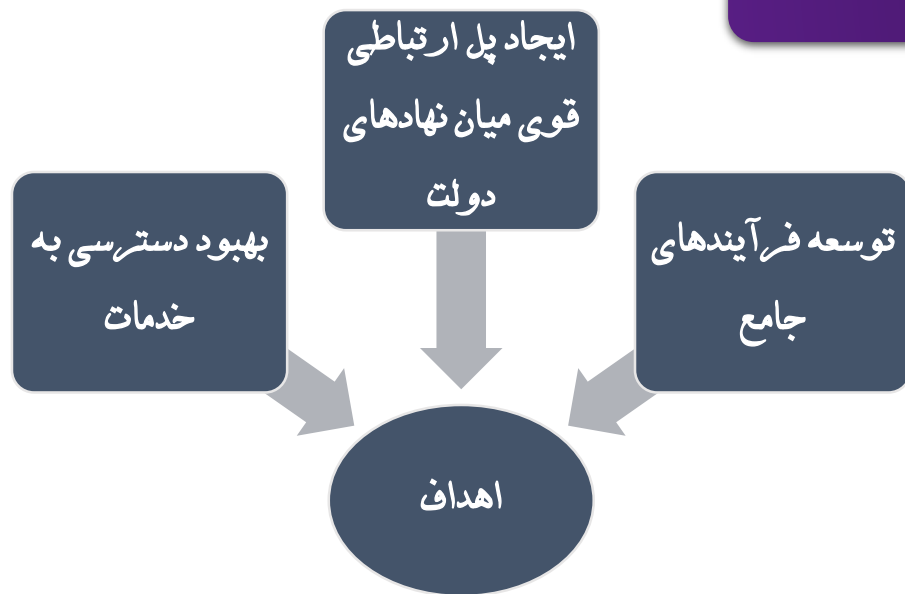 ایجاد پل ارتباطی
قوی میان نهادهای
دولت
توسعه فرآیندهای
جامع
بهبود دسترسی به
خدمات
اهداف